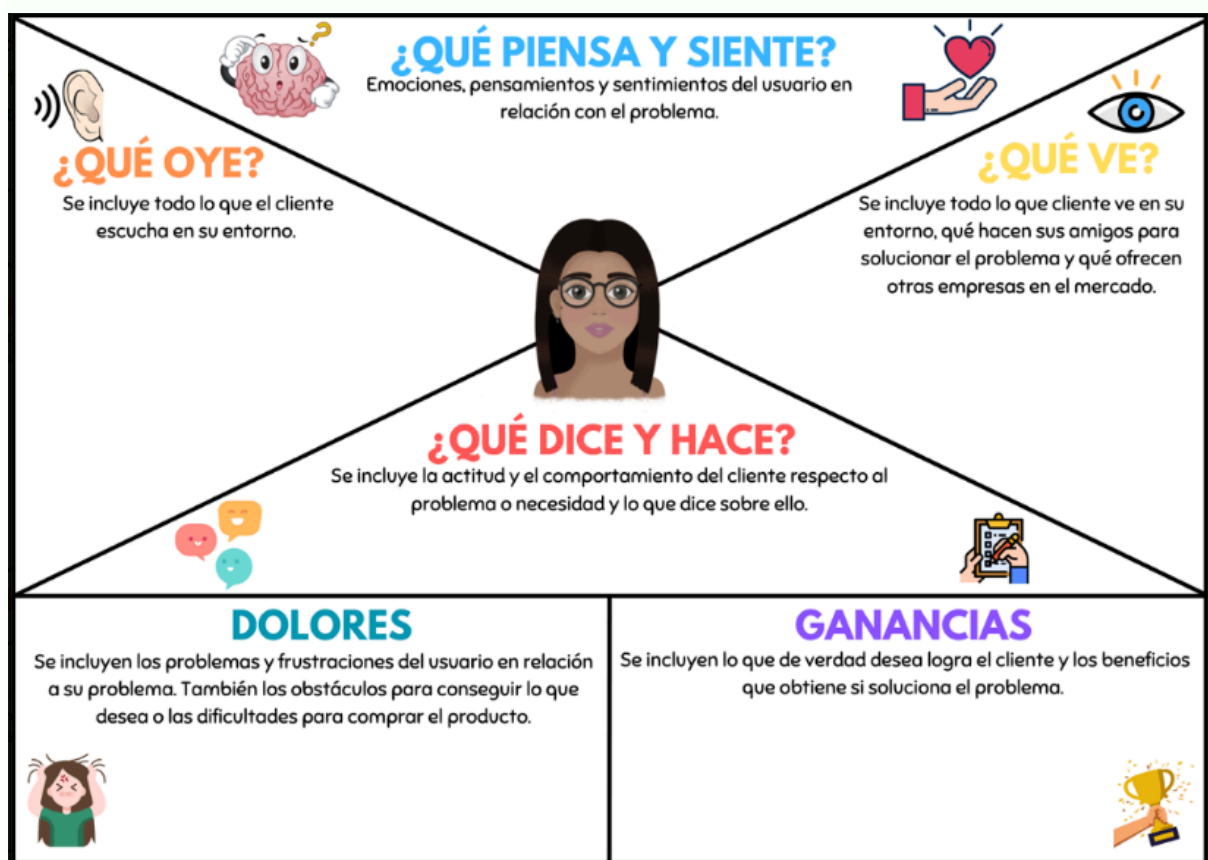 ¿QUÉ PIENSA Y SIENTE?
Emociones, pensamientos y sentimientos del usuario en
relación con el problema.
¿QUÉ OYE?
Se incluye todo lo que el cliente
escucha en su entorno.
¿QUÉ VE?
Se incluye todo lo que cliente ve en su
entorno, qué hacen sus amigos para
solucionar el problema y qué ofrecen
otras empresas en el mercado.
¿QUÉ DICE Y HACE?
Se incluye la actitud y el comportamiento del cliente respecto al
problema o necesidad y lo que dice sobre ello.
DOLORES
Se incluyen los problemas y frustraciones del usuario en relación
a su problema. También los obstáculos para conseguir lo que
desea o las dificultades para comprar el producto.
GANANCIAS
Se incluyen lo que de verdad desea logra el cliente y los beneficios
que obtiene si soluciona el problema.